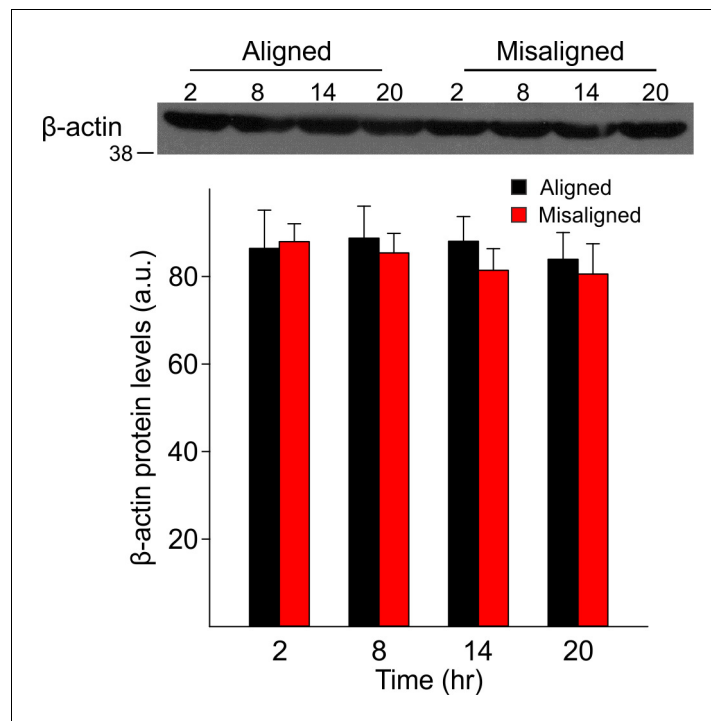 Aligned Misaligned
2 8 14 20 2 8 14 20
β-actin
38
Aligned
Misaligned
β-actin protein levels (a.u.)
80
60
40
20
2 8 14 20
Time (hr)